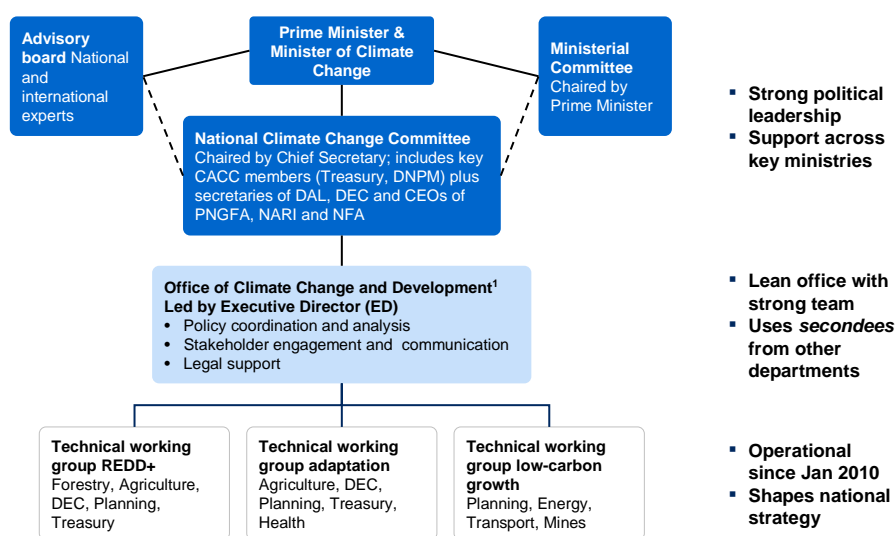 Advisory
board National
and
international
experts
Prime Minister &
Minister of Climate
Change
Ministerial
Committee
Chaired by
Prime Minister
▪ Strong political
leadership
▪ Support across
key ministries
National Climate Change Committee
Chaired by Chief Secretary; includes key
CACC members (Treasury, DNPM) plus
secretaries of DAL, DEC and CEOs of
PNGFA, NARI and NFA
Office of Climate Change and Development¹
Led by Executive Director (ED)
• Policy coordination and analysis
• Stakeholder engagement and communication
• Legal support
▪ Lean office with
strong team
▪ Uses secondees
from other
departments
Technical working
group REDD+
Forestry, Agriculture,
DEC, Planning,
Treasury
Technical working
group adaptation
Agriculture, DEC,
Planning, Treasury,
Health
Technical working
group low-carbon
growth
Planning, Energy,
Transport, Mines
▪ Operational
since Jan 2010
▪ Shapes national
strategy